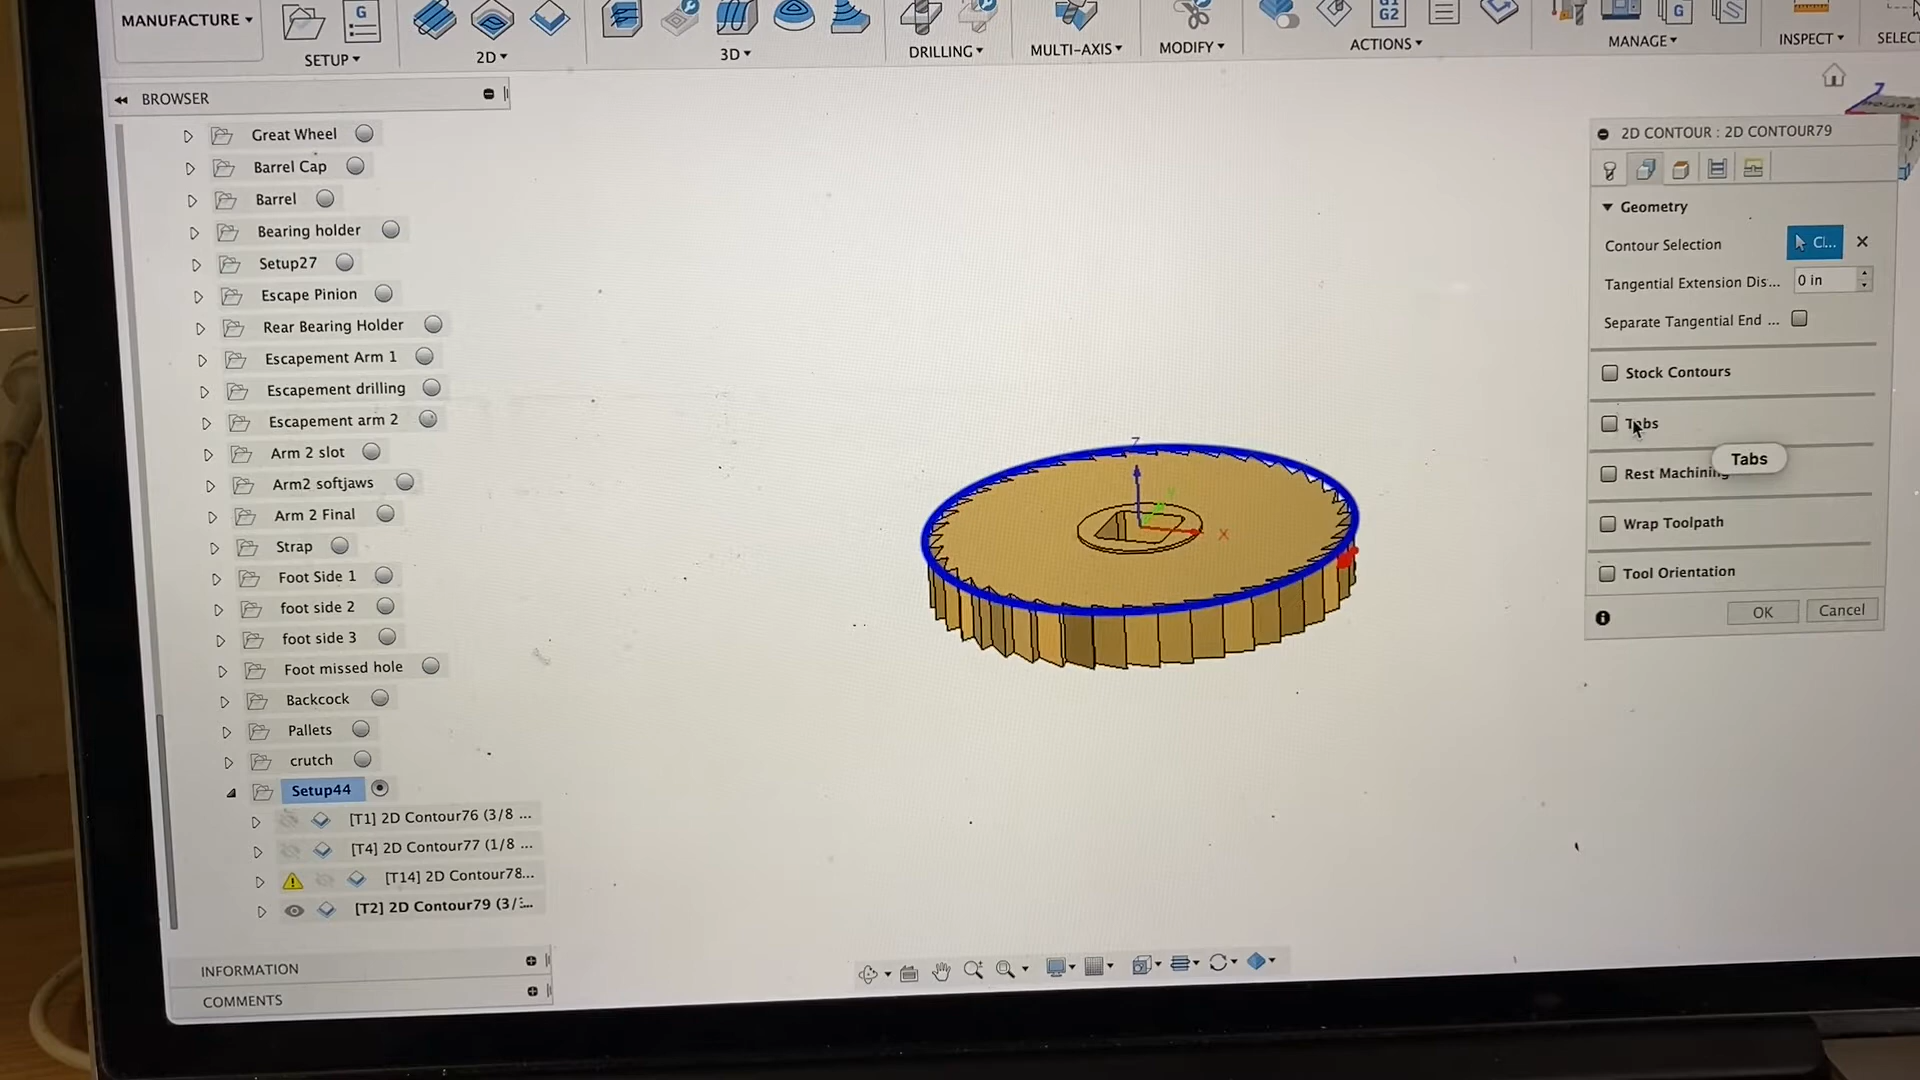 MANUFACTURE ▾
SETUP ▾
2D ▾
3D ▾
DRILLING ▾
MULTI-AXIS ▾
MODIFY ▾
G1
G2
ACTIONS ▾
MANAGE ▾
INSPECT ▾
SELECT
G
G
BROWSER
Great Wheel
Barrel Cap
Barrel
Bearing holder
Setup27
Escape Pinion
Rear Bearing Holder
Escapement Arm 1
Escapement drilling
Escapement arm 2
Arm 2 slot
Arm2 softjaws
Arm 2 Final
Strap
Foot Side 1
foot side 2
foot side 3
Foot missed hole
Backcock
Pallets
crutch
Setup44
[T1] 2D Contour76 (3/8 ...
[T4] 2D Contour77 (1/8 ...
[T14] 2D Contour78...
[T2] 2D Contour79 (3/...
INFORMATION
COMMENTS
Z
Y
X
Z
2D CONTOUR : 2D CONTOUR79
Geometry
Contour Selection
Cl...
Tangential Extension Dis...
0 in
Separate Tangential End ...
Stock Contours
Tabs
Tabs
Rest Machining
Wrap Toolpath
Tool Orientation
OK
Cancel